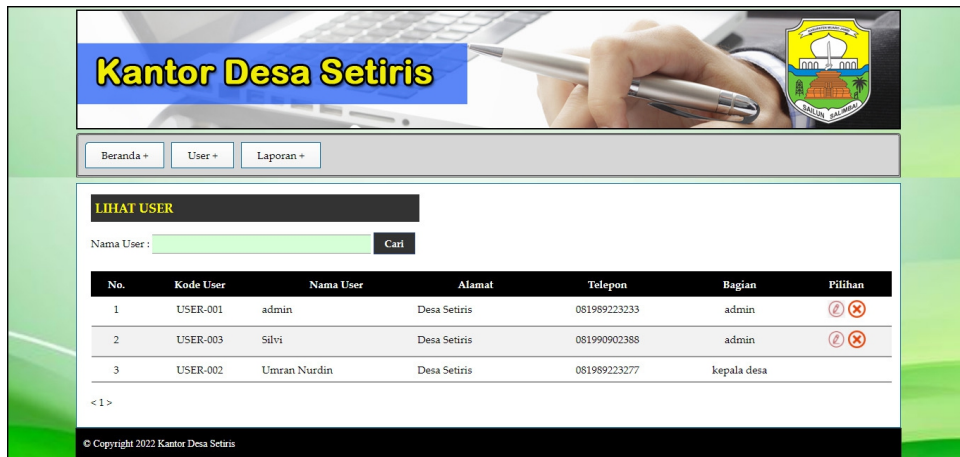 Kantor Desa Setiris
SAILUN SALIMBAI
Beranda +
User +
Laporan +
LIHAT USER
Nama User :
Cari
No. Kode User Nama User Alamat Telepon Bagian Pilihan
1 USER-001 admin Desa Setiris 081989223233 admin
2 USER-003 Silvi Desa Setiris 081990902388 admin
3 USER-002 Umran Nurdin Desa Setiris 081989223277 kepala desa
< 1 >
© Copyright 2022 Kantor Desa Setiris